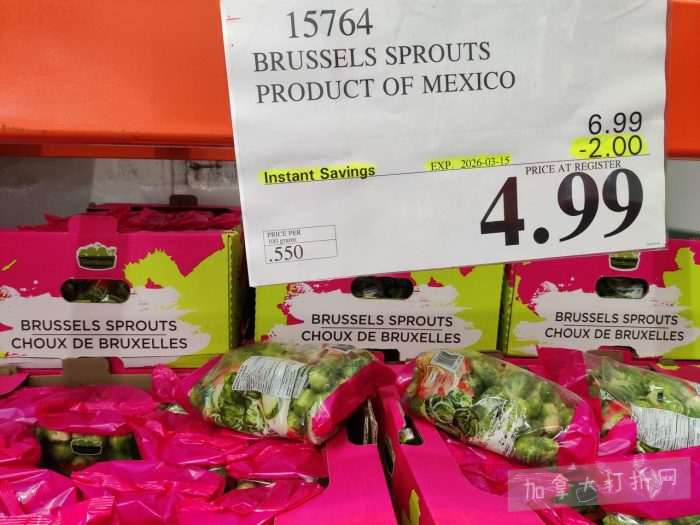 15764
BRUSSELS SPROUTS
PRODUCT OF MEXICO
6.99
-2.00
Instant Savings
EXP. 2026-03-15
PRICE AT REGISTER
4.99
PRICE PER
100 grams
.550
BRUSSELS SPROUTS
CHOUX DE BRUXELLES
BRUSSELS SPROUTS
CHOUX DE BRUXELLES
BRUSSELS SPROUTS
CHOUX DE BRUXELLES
加拿大打折网